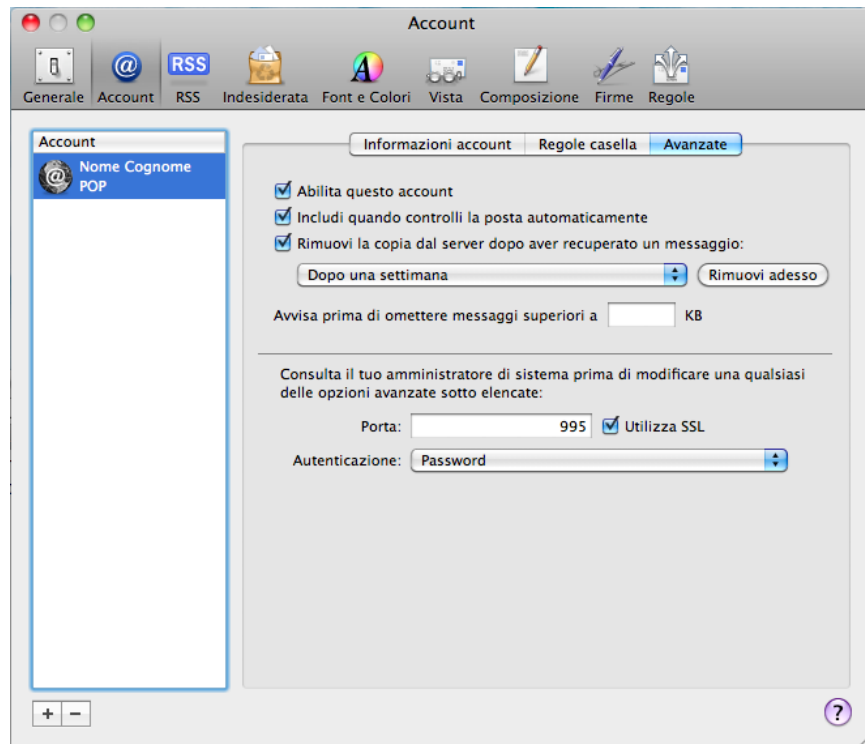 Account
RSS
Generale Account RSS Indesiderata Font e Colori Vista Composizione Firme Regole
Account
Nome Cognome
POP
Informazioni account Regole casella Avanzate
Abilita questo account
Includi quando controlli la posta automaticamente
Rimuovi la copia dal server dopo aver recuperato un messaggio:
Dopo una settimana Rimuovi adesso
Avvisa prima di omettere messaggi superiori a KB
Consulta il tuo amministratore di sistema prima di modificare una qualsiasi
delle opzioni avanzate sotto elencate:
Porta: 995 Utilizza SSL
Autenticazione: Password
+ − ?